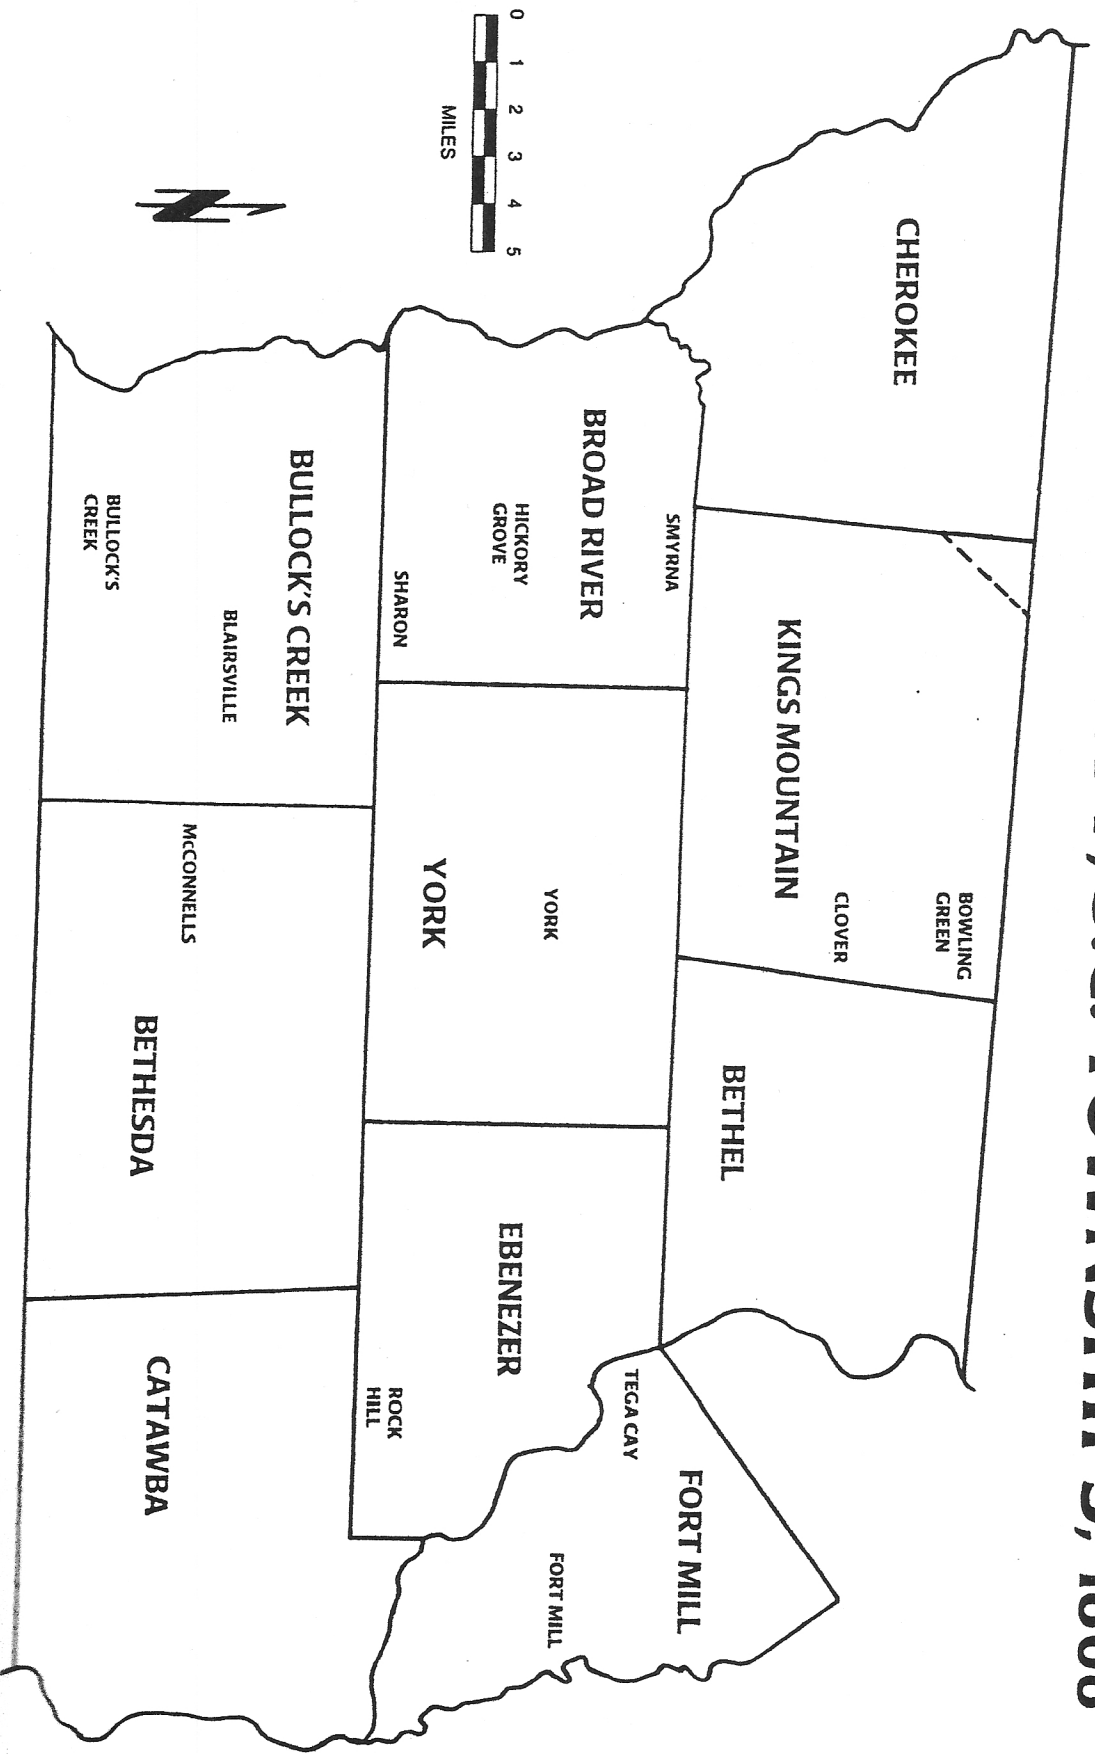 TOWNSHIPS,
CHEROKEE
BOWLING
GREEN
CLOVER
KINGS MOUNTAIN
BETHEL
FORT MILL
SMYRNA
TEGA CAY
BROAD RIVER
YORK
FORT MILL
HICKORY
GROVE
EBENEZER
0 1 2 3 4 5
MILES
YORK
SHARON
ROCK
HILL
BULLOCK'S CREEK
BLAIRSVILLE
N
McCONNELLS
CATAWBA
BETHESDA
BULLOCK'S
CREEK